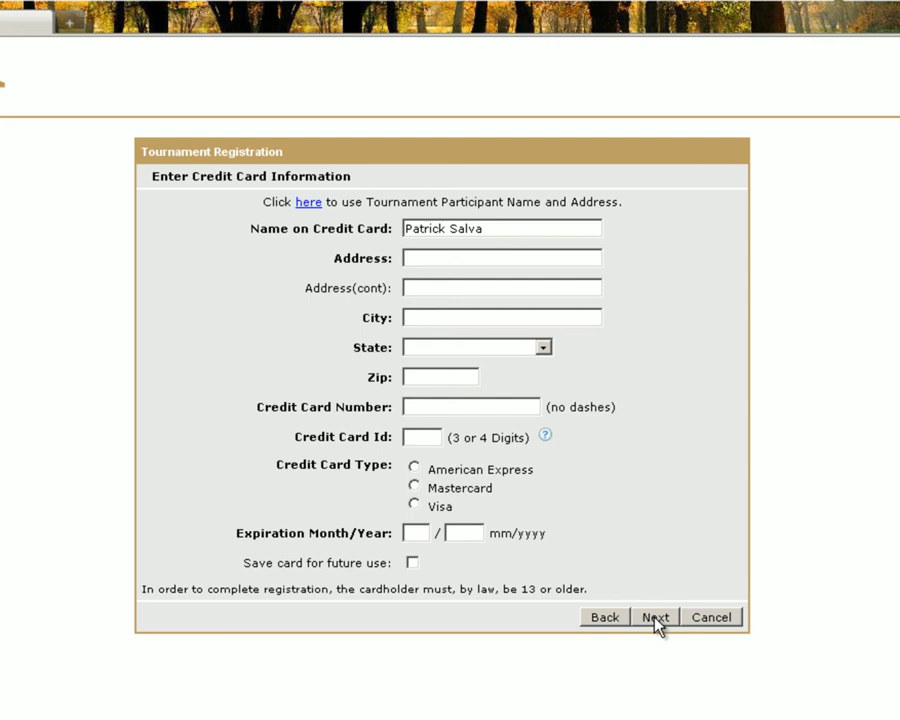 Tournament Registration
Enter Credit Card Information
Click here to use Tournament Participant Name and Address.
Name on Credit Card: Patrick Salva
Address:
Address(cont):
City:
State:
Zip:
Credit Card Number: (no dashes)
Credit Card Id: (3 or 4 Digits) ?
Credit Card Type: American Express
Mastercard
Visa
Expiration Month/Year: / mm/yyyy
Save card for future use:
In order to complete registration, the cardholder must, by law, be 13 or older.
Back Next Cancel